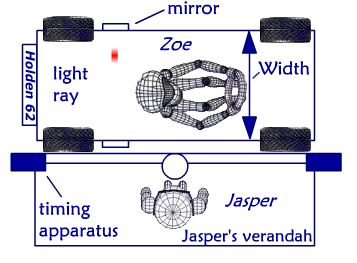 mirror
Zoe
Holden 62
light
ray
Width
timing
apparatus
Jasper
Jasper's verandah